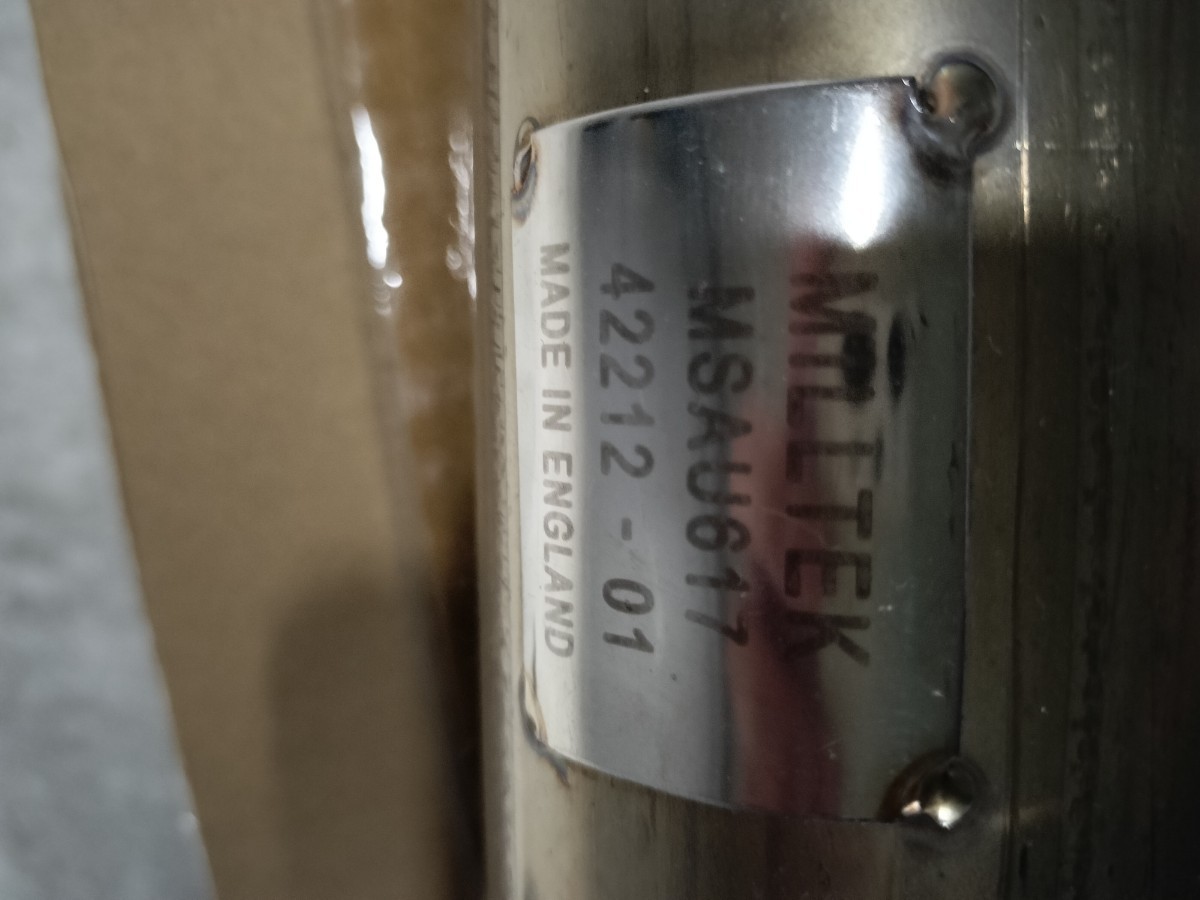 MILLTEK
MSAU617
42212 - 01
MADE IN ENGLAND